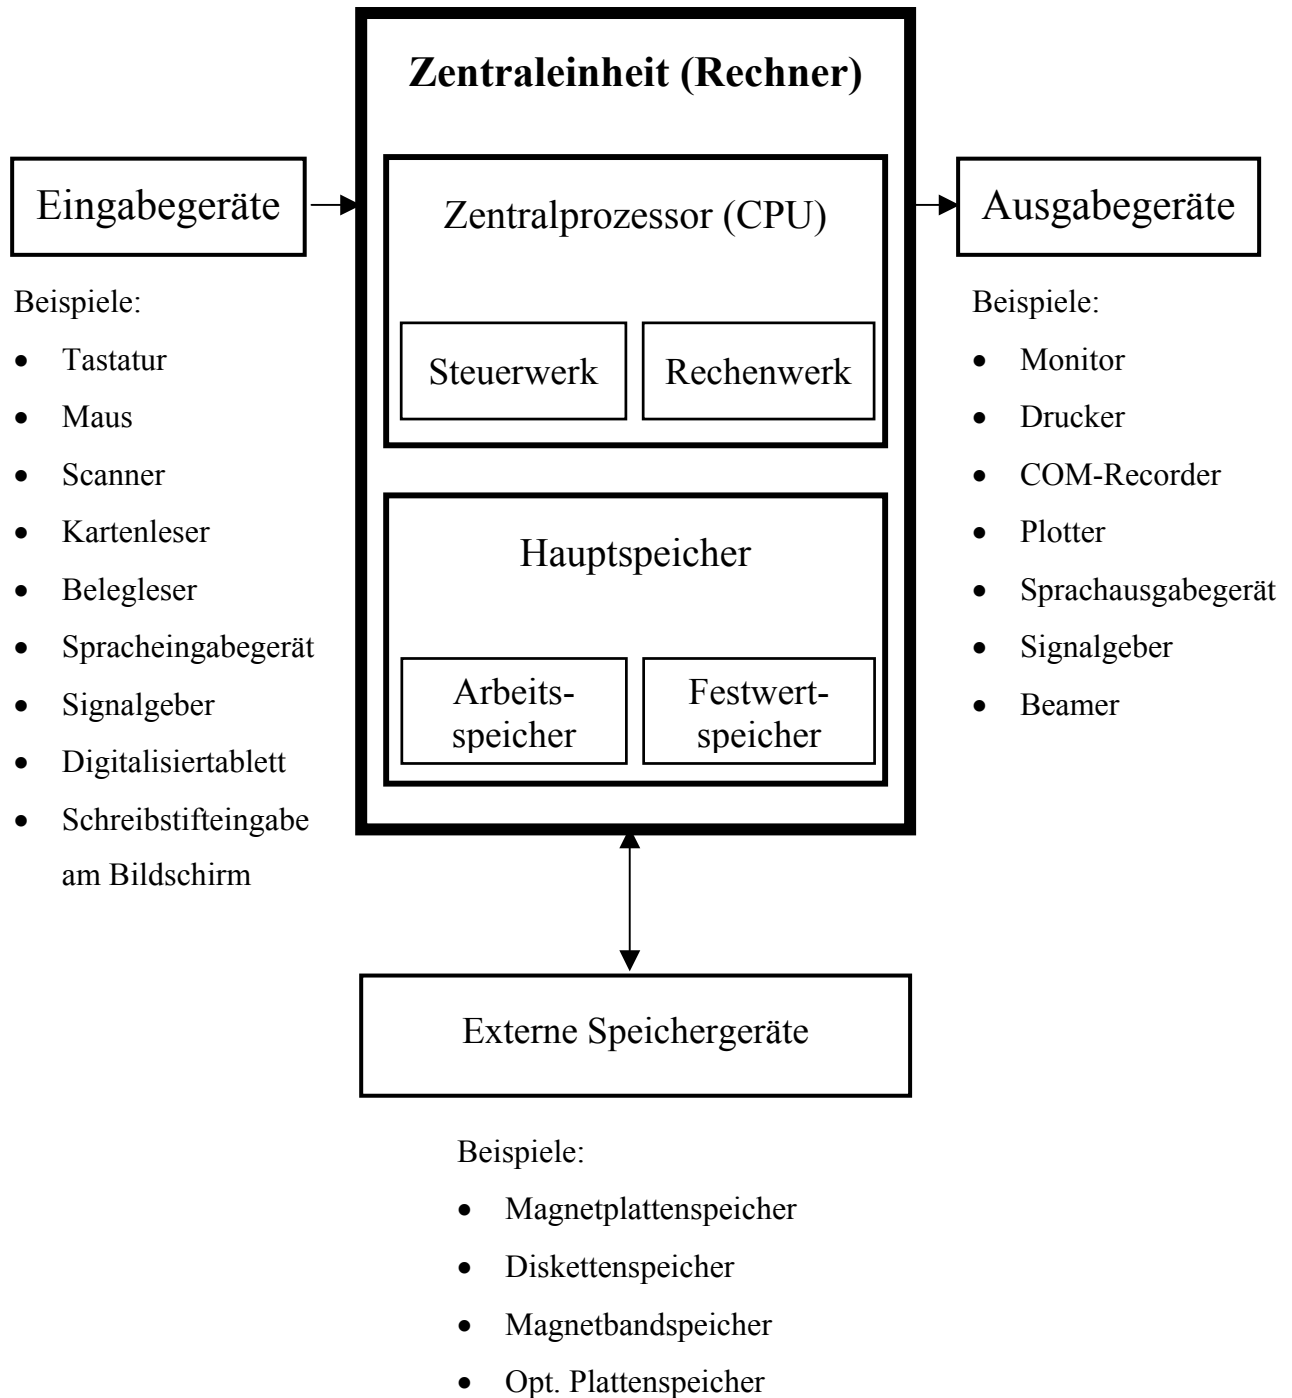 Zentraleinheit (Rechner)
Eingabegeräte
Beispiele:
• Tastatur
• Maus
• Scanner
• Kartenleser
• Belegleser
• Spracheingabegerät
• Signalgeber
• Digitalisiertablett
• Schreibstifteingabe
am Bildschirm
Zentralprozessor (CPU)
Steuerwerk
Rechenwerk
Hauptspeicher
Arbeits-
speicher
Festwert-
speicher
Ausgabegeräte
Beispiele:
• Monitor
• Drucker
• COM-Recorder
• Plotter
• Sprachausgabegerät
• Signalgeber
• Beamer
Externe Speichergeräte
Beispiele:
• Magnetplattenspeicher
• Diskettenspeicher
• Magnetbandspeicher
• Opt. Plattenspeicher